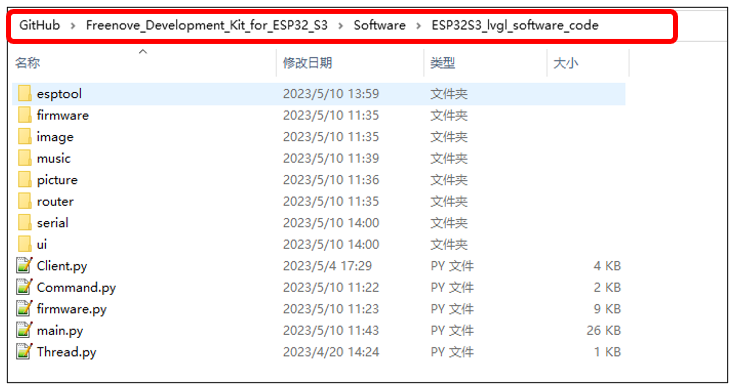 GitHub > Freenove_Development_Kit_for_ESP32_S3 > Software > ESP32S3_lvgl_software_code
名称 修改日期 类型 大小
esptool 2023/5/10 13:59 文件夹
firmware 2023/5/10 11:35 文件夹
image 2023/5/10 11:35 文件夹
music 2023/5/10 11:39 文件夹
picture 2023/5/10 11:36 文件夹
router 2023/5/10 11:35 文件夹
serial 2023/5/10 14:00 文件夹
ui 2023/5/10 14:00 文件夹
Client.py 2023/5/4 17:29 PY 文件 4 KB
Command.py 2023/5/10 11:22 PY 文件 2 KB
firmware.py 2023/5/10 11:23 PY 文件 9 KB
main.py 2023/5/10 11:43 PY 文件 26 KB
Thread.py 2023/4/20 14:24 PY 文件 1 KB